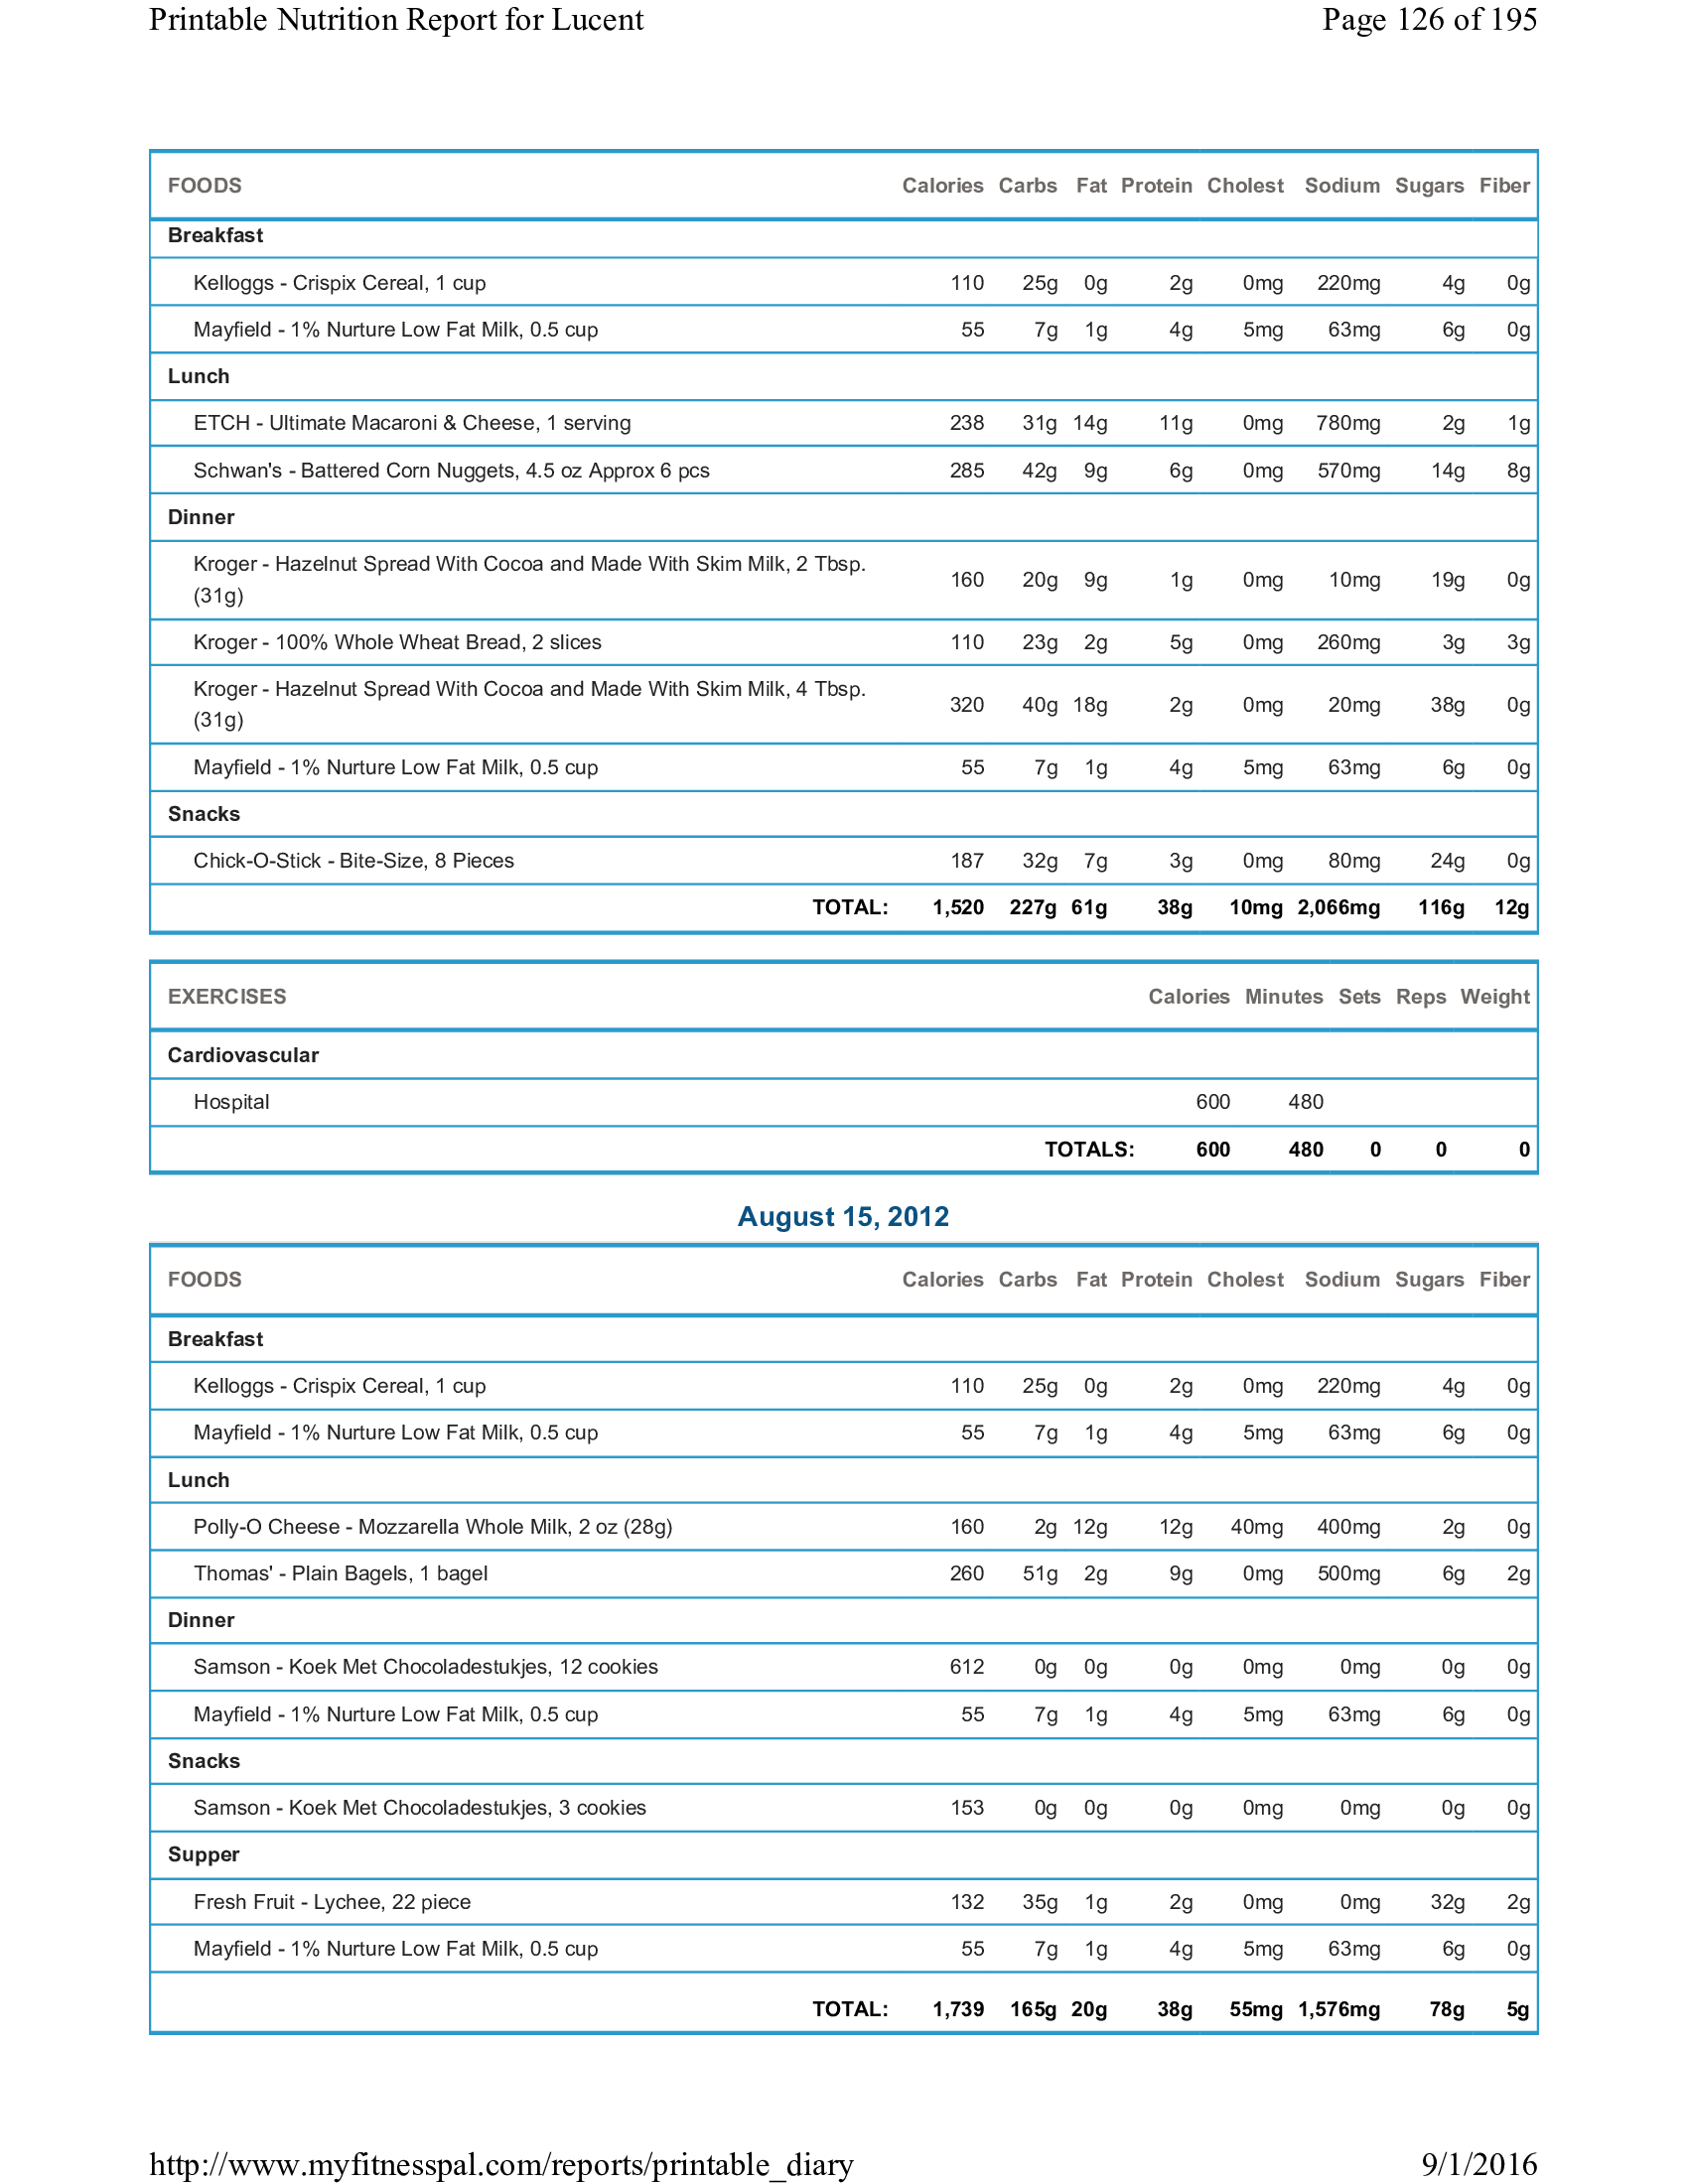 Printable Nutrition Report for Lucent Page 126 of 195
FOODS Calories Carbs Fat Protein Cholest Sodium Sugars Fiber
Breakfast
Kelloggs - Crispix Cereal, 1 cup 110 25g 0g 2g 0mg 220mg 4g 0g
Mayfield - 1% Nurture Low Fat Milk, 0.5 cup 55 7g 1g 4g 5mg 63mg 6g 0g
Lunch
ETCH - Ultimate Macaroni & Cheese, 1 serving 238 31g 14g 11g 0mg 780mg 2g 1g
Schwan's - Battered Corn Nuggets, 4.5 oz Approx 6 pcs 285 42g 9g 6g 0mg 570mg 14g 8g
Dinner
Kroger - Hazelnut Spread With Cocoa and Made With Skim Milk, 2 Tbsp.
(31g) 160 20g 9g 1g 0mg 10mg 19g 0g
Kroger - 100% Whole Wheat Bread, 2 slices 110 23g 2g 5g 0mg 260mg 3g 3g
Kroger - Hazelnut Spread With Cocoa and Made With Skim Milk, 4 Tbsp.
(31g) 320 40g 18g 2g 0mg 20mg 38g 0g
Mayfield - 1% Nurture Low Fat Milk, 0.5 cup 55 7g 1g 4g 5mg 63mg 6g 0g
Snacks
Chick-O-Stick - Bite-Size, 8 Pieces 187 32g 7g 3g 0mg 80mg 24g 0g
TOTAL: 1,520 227g 61g 38g 10mg 2,066mg 116g 12g
EXERCISES Calories Minutes Sets Reps Weight
Cardiovascular
Hospital 600 480
TOTALS: 600 480 0 0 0
August 15, 2012
FOODS Calories Carbs Fat Protein Cholest Sodium Sugars Fiber
Breakfast
Kelloggs - Crispix Cereal, 1 cup 110 25g 0g 2g 0mg 220mg 4g 0g
Mayfield - 1% Nurture Low Fat Milk, 0.5 cup 55 7g 1g 4g 5mg 63mg 6g 0g
Lunch
Polly-O Cheese - Mozzarella Whole Milk, 2 oz (28g) 160 2g 12g 12g 40mg 400mg 2g 0g
Thomas' - Plain Bagels, 1 bagel 260 51g 2g 9g 0mg 500mg 6g 2g
Dinner
Samson - Koek Met Chocoladestukjes, 12 cookies 612 0g 0g 0g 0mg 0mg 0g 0g
Mayfield - 1% Nurture Low Fat Milk, 0.5 cup 55 7g 1g 4g 5mg 63mg 6g 0g
Snacks
Samson - Koek Met Chocoladestukjes, 3 cookies 153 0g 0g 0g 0mg 0mg 0g 0g
Supper
Fresh Fruit - Lychee, 22 piece 132 35g 1g 2g 0mg 0mg 32g 2g
Mayfield - 1% Nurture Low Fat Milk, 0.5 cup 55 7g 1g 4g 5mg 63mg 6g 0g
TOTAL: 1,739 165g 20g 38g 55mg 1,576mg 78g 5g
http://www.myfitnesspal.com/reports/printable_diary 9/1/2016